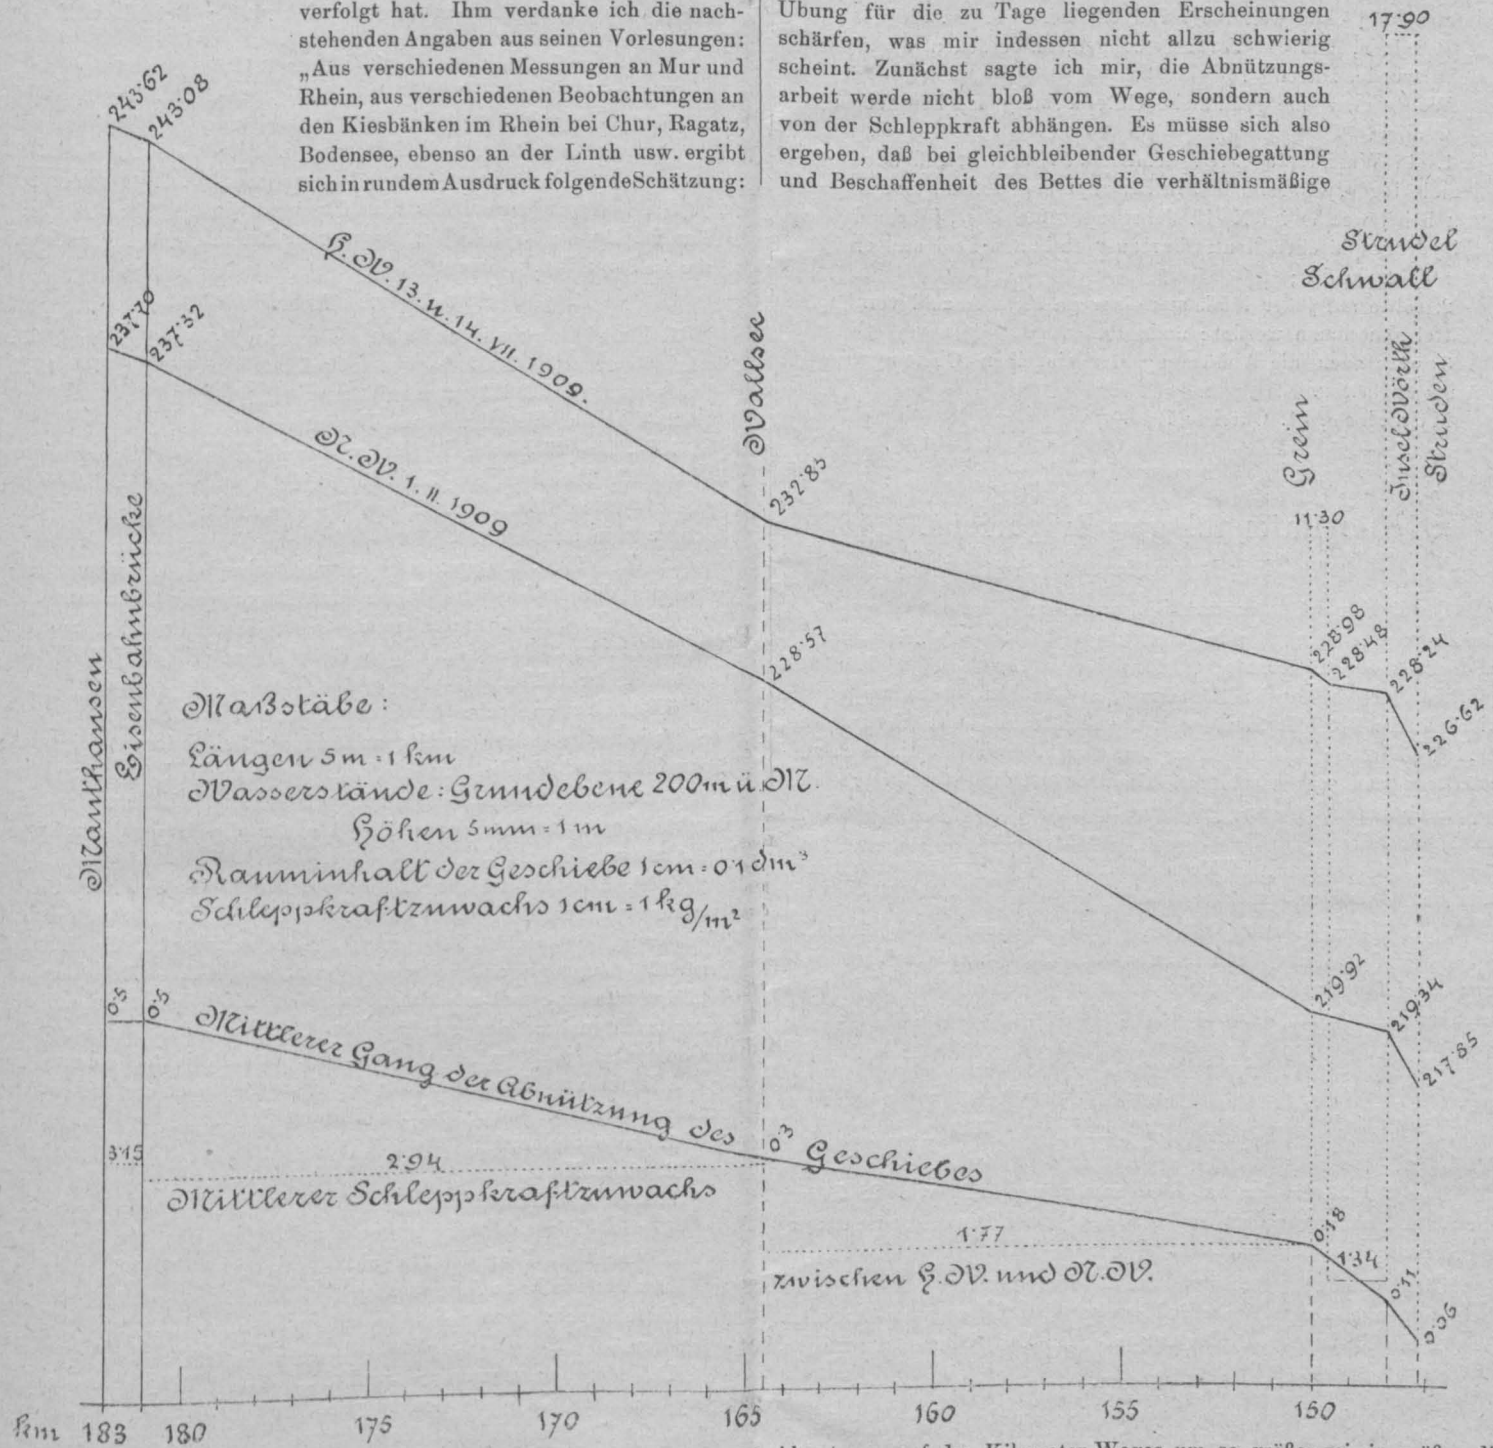 verfolgt hat. Ihm verdanke ich die nach-
stehenden Angaben aus seinen Vorlesungen:
„Aus verschiedenen Messungen an Mur und
Rhein, aus verschiedenen Beobachtungen an
den Kiesbänken im Rhein bei Chur, Ragatz,
Bodensee, ebenso an der Linth usw. ergibt
sich in rundem Ausdruck folgende Schätzung:
Übung für die zu Tage liegenden Erscheinungen
schärfen, was mir indessen nicht allzu schwierig
scheint. Zunächst sagte ich mir, die Abnützungs-
arbeit werde nicht bloß vom Wege, sondern auch
von der Schleppkraft abhängen. Es müsse sich also
ergeben, daß bei gleichbleibender Geschiebegattung
und Beschaffenheit des Bettes die verhältnismäßige
17·90
243·62
243·08
H.W. 13. u. 14. VII. 1909.
Strudel
Schwall
237·70
237·32
N.W. 1. II. 1909
Wallsee
232·85
Grein
Insel Wörth
Struden
11·30
228·98
228·48
228·24
226·62
228·57
Mauthausen
Eisenbahnbrücke
Maßstäbe:
Längen 5 m = 1 km
Wasserstände: Grundebene 200 m ü. M.
Höhen 5 mm = 1 m
Rauminhalt der Geschiebe 1 cm = 0·1 dm³
Schleppkraftzuwachs 1 cm = 1 kg/m²
219·92
219·34
217·85
0·5
0·5
Mittlerer Gang der Abnützung des Geschiebes
0·3
3·15
2·94
Mittlerer Schleppkraftzuwachs
1·77
zwischen H.W. und N.W.
0·18
1·34
0·11
0·06
km 183 180 175 170 165 160 155 150